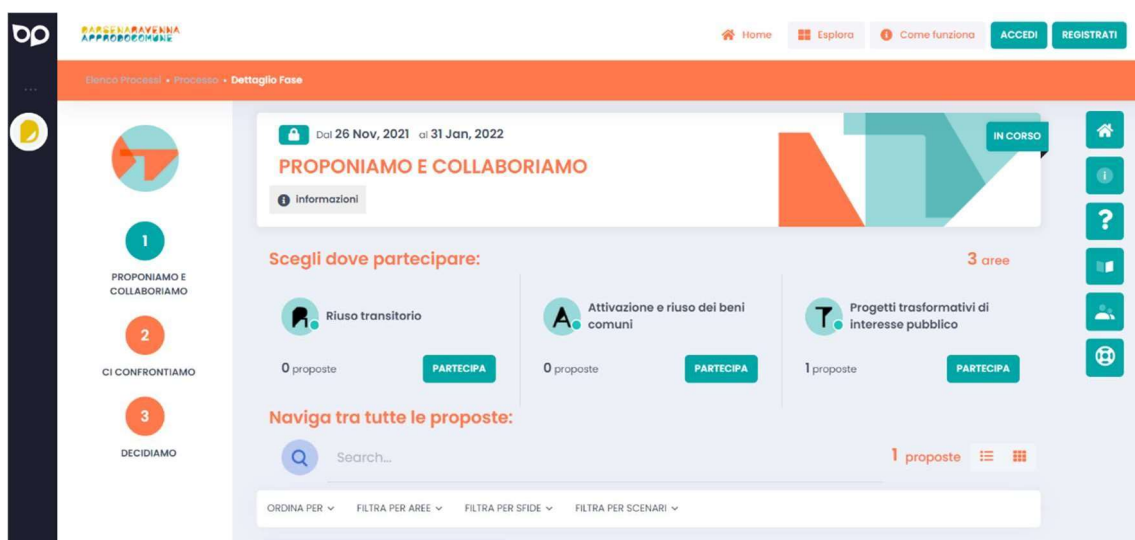 DARSENARAVENNA
APPRODOCOMUNE
Home
Esplora
Come funziona
ACCEDI
REGISTRATI
Elenco Processi • Processo • Dettaglio Fase
...
Dal 26 Nov, 2021 al 31 Jan, 2022
IN CORSO
PROPONIAMO E COLLABORIAMO
informazioni
1
PROPONIAMO E
COLLABORIAMO
2
CI CONFRONTIAMO
3
DECIDIAMO
Scegli dove partecipare:
3 aree
R
Riuso transitorio
0 proposte
PARTECIPA
A
Attivazione e riuso dei beni
comuni
0 proposte
PARTECIPA
T
Progetti trasformativi di
interesse pubblico
1 proposte
PARTECIPA
Naviga tra tutte le proposte:
Search...
1 proposte
ORDINA PER
FILTRA PER AREE
FILTRA PER SFIDE
FILTRA PER SCENARI